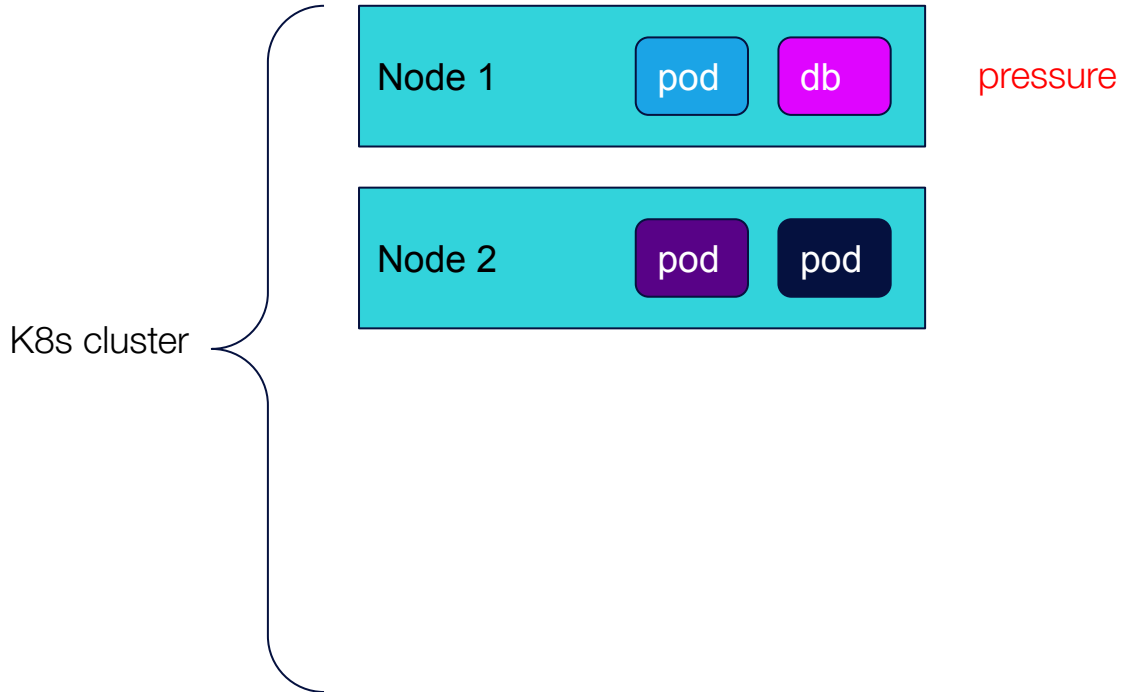 Node 1
pod
db
pressure
Node 2
pod
pod
K8s cluster